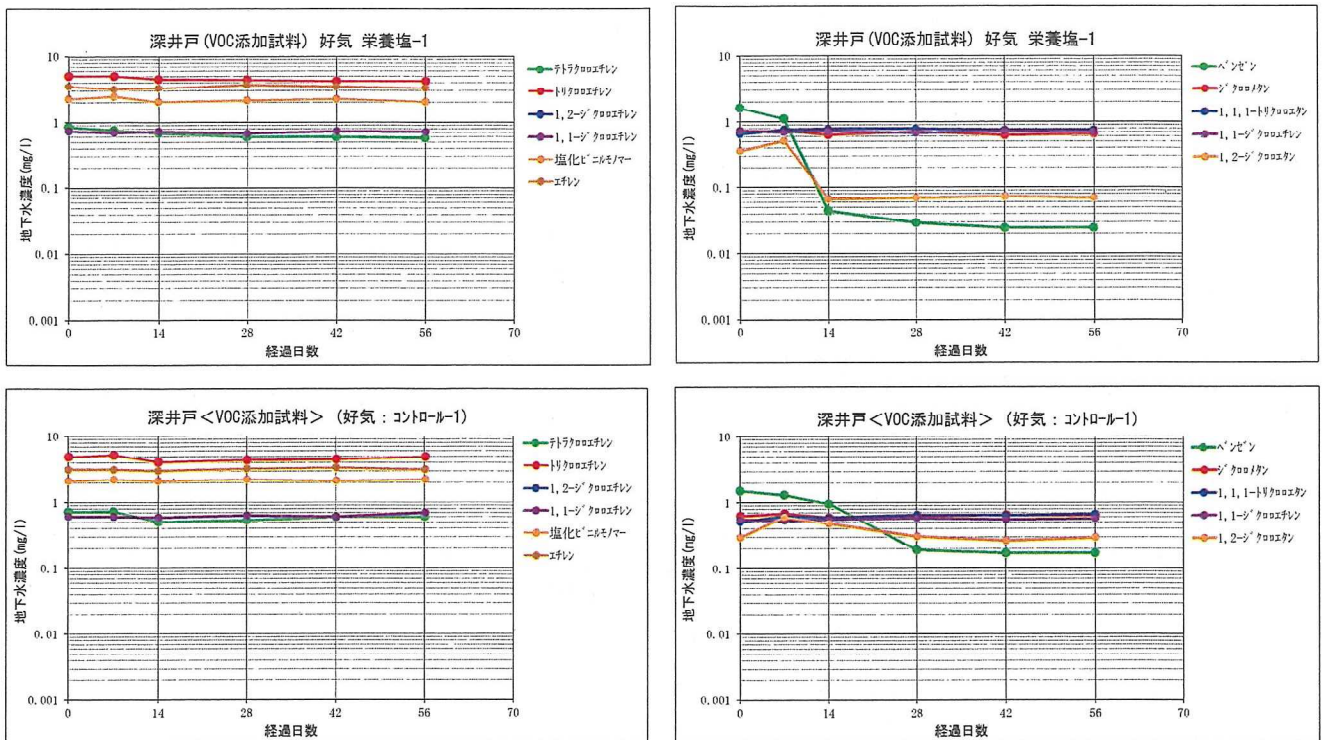 深井戸(VOC添加試料) 好気 栄養塩-1
地下水濃度(mg/l)
10
1
0.1
0.01
0.001
0
14
28
42
56
70
経過日数
テトラクロロエチレン
トリクロロエチレン
1,2-ジクロロエチレン
1,1-ジクロロエチレン
塩化ビニルモノマー
エチレン
深井戸(VOC添加試料) 好気 栄養塩-1
地下水濃度(mg/l)
10
1
0.1
0.01
0.001
0
14
28
42
56
70
経過日数
ベンゼン
ジクロロメタン
1,1,1-トリクロロエタン
1,1-ジクロロエチレン
1,2-ジクロロエタン
深井戸<VOC添加試料> (好気:コントロール-1)
地下水濃度(mg/l)
10
1
0.1
0.01
0.001
0
14
28
42
56
70
経過日数
テトラクロロエチレン
トリクロロエチレン
1,2-ジクロロエチレン
1,1-ジクロロエチレン
塩化ビニルモノマー
エチレン
深井戸<VOC添加試料> (好気:コントロール-1)
地下水濃度(mg/l)
10
1
0.1
0.01
0.001
0
14
28
42
56
70
経過日数
ベンゼン
ジクロロメタン
1,1,1-トリクロロエタン
1,1-ジクロロエチレン
1,2-ジクロロエタン